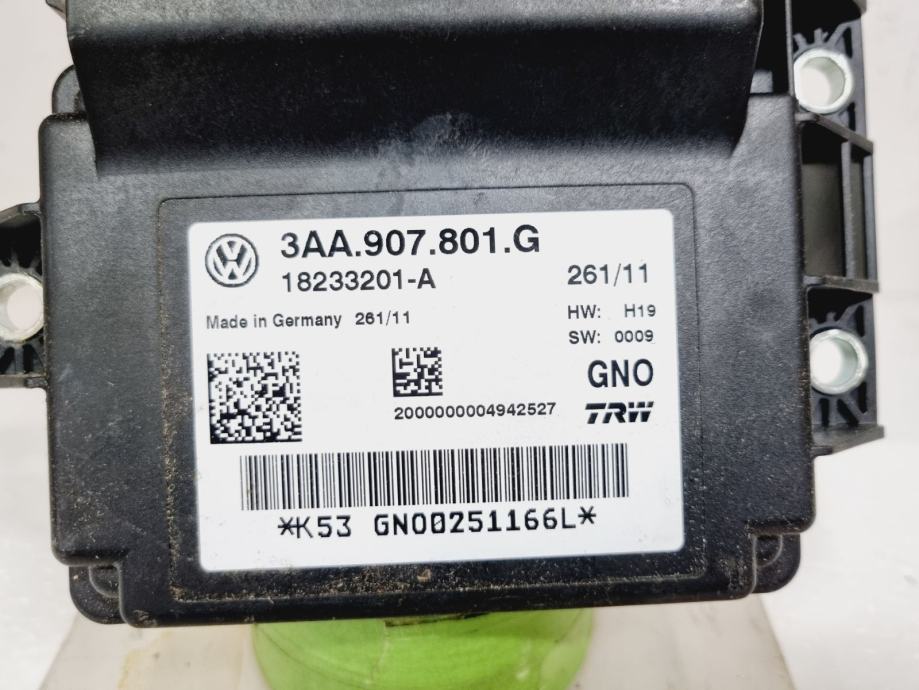 3AA.907.801.G
18233201-A
261/11
Made in Germany 261/11
HW: H19
SW: 0009
GNO
2000000004942527
TRW
*K53 GNO0251166L*